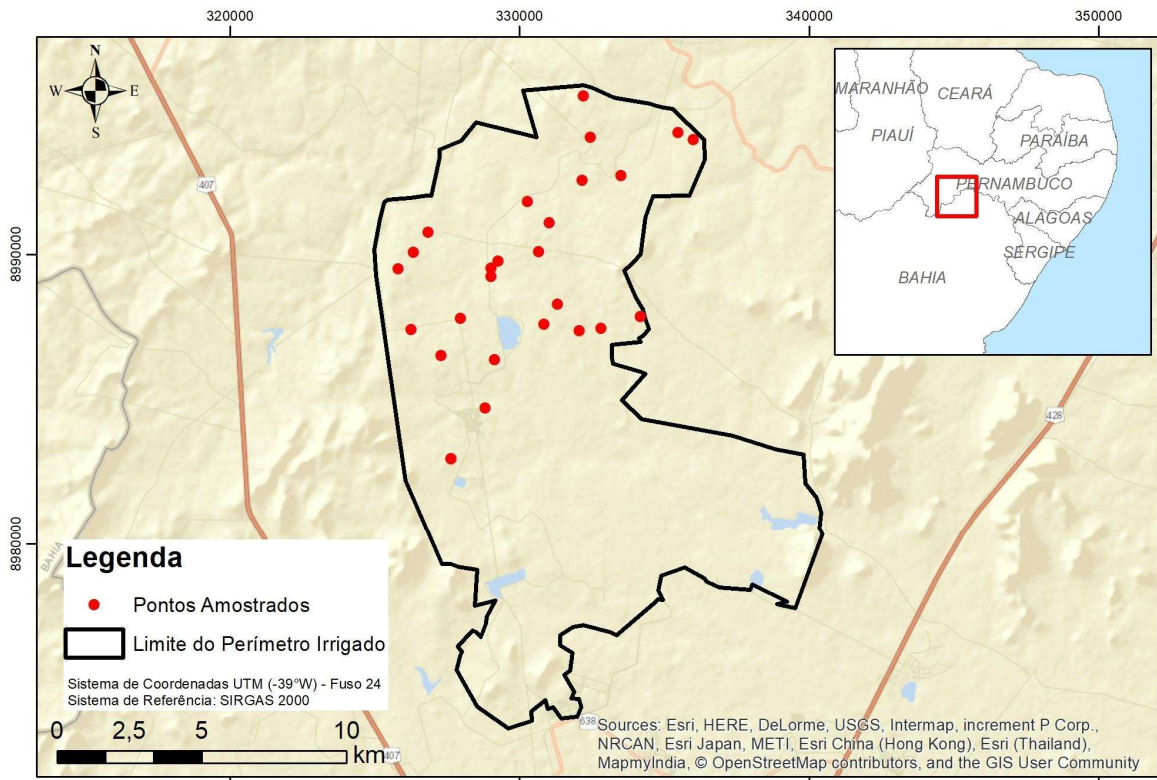 320000
330000
340000
350000
N
W
E
S
407
8990000
8980000
BAHIA
MARANHÃO
CEARÁ
PIAUÍ
PARAÍBA
PERNAMBUCO
ALAGOAS
SERGIPE
BAHIA
428
Legenda
Pontos Amostrados
Limite do Perímetro Irrigado
Sistema de Coordenadas UTM (-39°W) - Fuso 24
Sistema de Referência: SIRGAS 2000
0 2,5 5 10
km
407
638
Sources: Esri, HERE, DeLorme, USGS, Intermap, increment P Corp.,
NRCAN, Esri Japan, METI, Esri China (Hong Kong), Esri (Thailand),
MapmyIndia, © OpenStreetMap contributors, and the GIS User Community